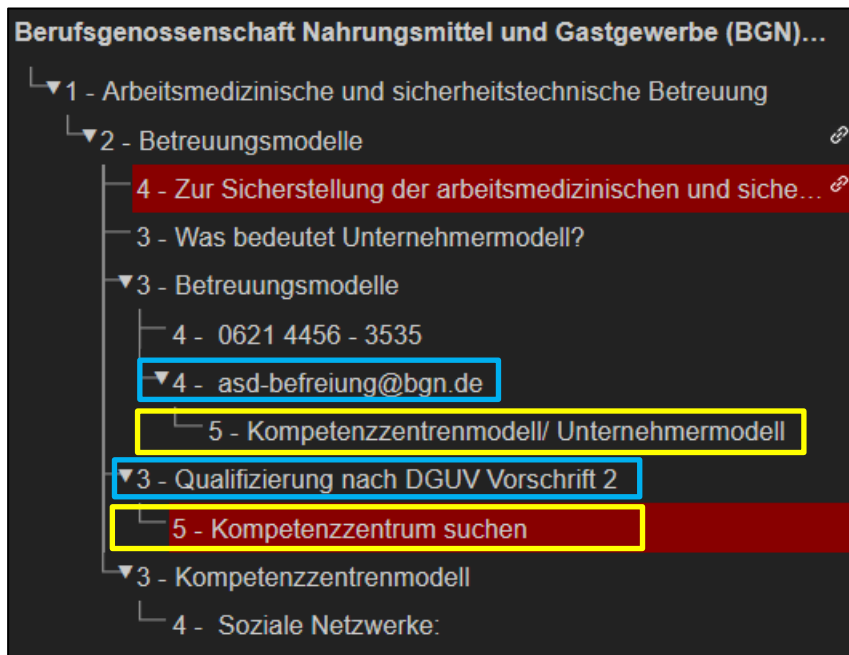 Berufsgenossenschaft Nahrungsmittel und Gastgewerbe (BGN)...
1 - Arbeitsmedizinische und sicherheitstechnische Betreuung
2 - Betreuungsmodelle
4 - Zur Sicherstellung der arbeitsmedizinischen und siche...
3 - Was bedeutet Unternehmermodell?
3 - Betreuungsmodelle
4 - 0621 4456 - 3535
4 - asd-befreiung@bgn.de
5 - Kompetenzzentrenmodell/ Unternehmermodell
3 - Qualifizierung nach DGUV Vorschrift 2
5 - Kompetenzzentrum suchen
3 - Kompetenzzentrenmodell
4 - Soziale Netzwerke: